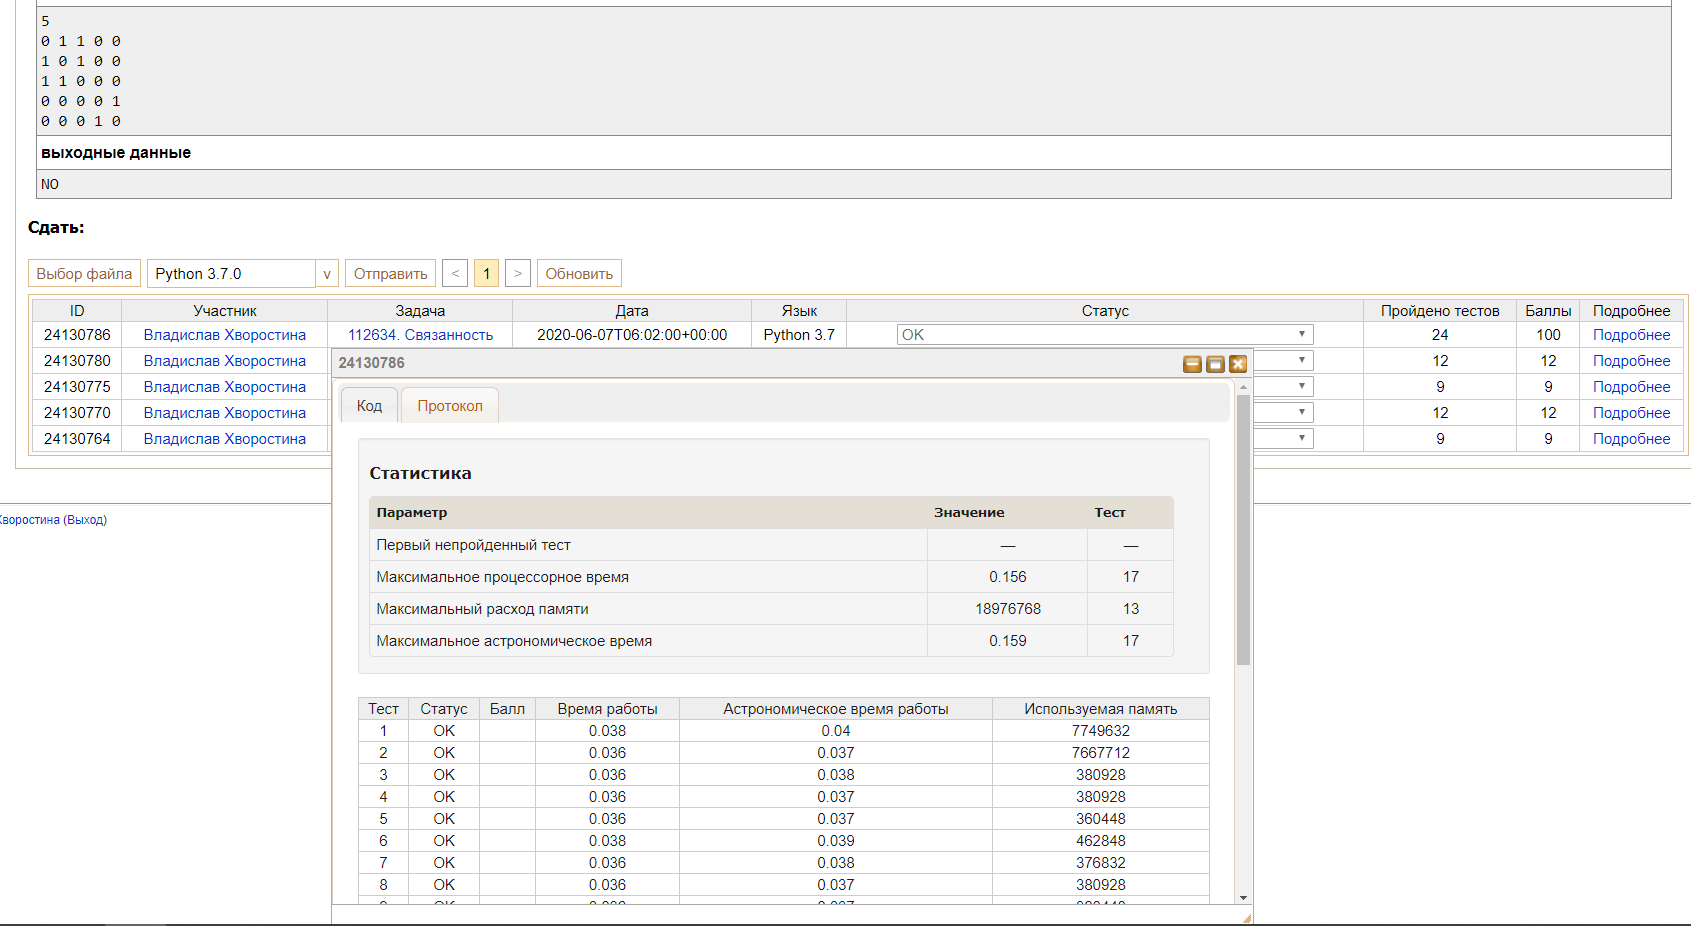 5
0 1 1 0 0
1 0 1 0 0
1 1 0 0 0
0 0 0 0 1
0 0 0 1 0
выходные данные
NO
Сдать:
Выбор файла Python 3.7.0 v Отправить < 1 > Обновить
ID Участник Задача Дата Язык Статус Пройдено тестов Баллы Подробнее
24130786 Владислав Хворостина 112634. Связанность 2020-06-07T06:02:00+00:00 Python 3.7 OK 24 100 Подробнее
24130780 Владислав Хворостина 12 12 Подробнее
24130775 Владислав Хворостина 9 9 Подробнее
24130770 Владислав Хворостина 12 12 Подробнее
24130764 Владислав Хворостина 9 9 Подробнее
Хворостина (Выход)
24130786
Код Протокол
Статистика
Параметр Значение Тест
Первый непройденный тест — —
Максимальное процессорное время 0.156 17
Максимальный расход памяти 18976768 13
Максимальное астрономическое время 0.159 17
Тест Статус Балл Время работы Астрономическое время работы Используемая память
1 OK 0.038 0.04 7749632
2 OK 0.036 0.037 7667712
3 OK 0.036 0.038 380928
4 OK 0.036 0.037 380928
5 OK 0.036 0.037 360448
6 OK 0.038 0.039 462848
7 OK 0.036 0.038 376832
8 OK 0.036 0.037 380928